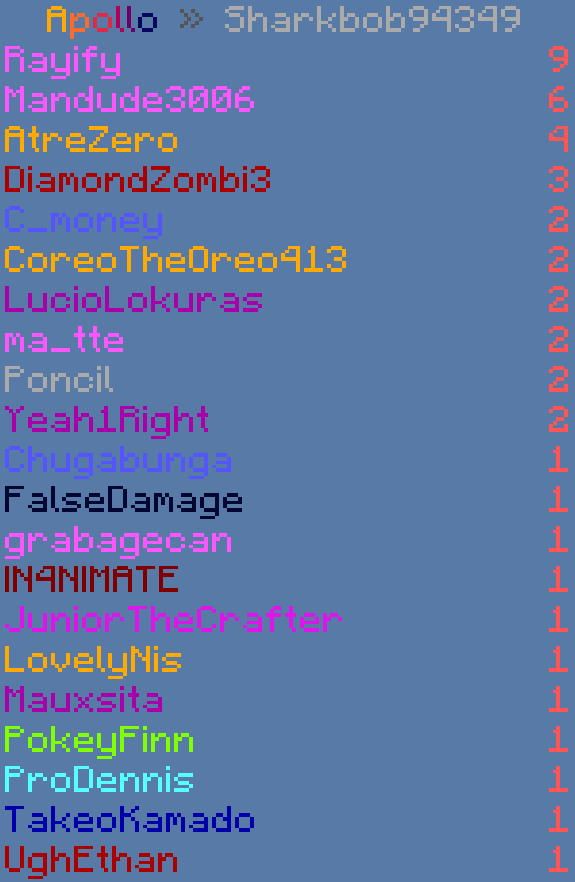 Apollo » Sharkbob94349
Rayify 9
Mandude3006 6
AtreZero 4
DiamondZombi3 3
C_money 2
CoreoTheOreo413 2
LucioLokuras 2
ma_tte 2
Poncil 2
Yeah1Right 2
Chugabunga 1
FalseDamage 1
grabagecan 1
IN4NIMATE 1
JuniorTheCrafter 1
LovelyNis 1
Mauxsita 1
PokeyFinn 1
ProDennis 1
TakeoKamado 1
UghEthan 1